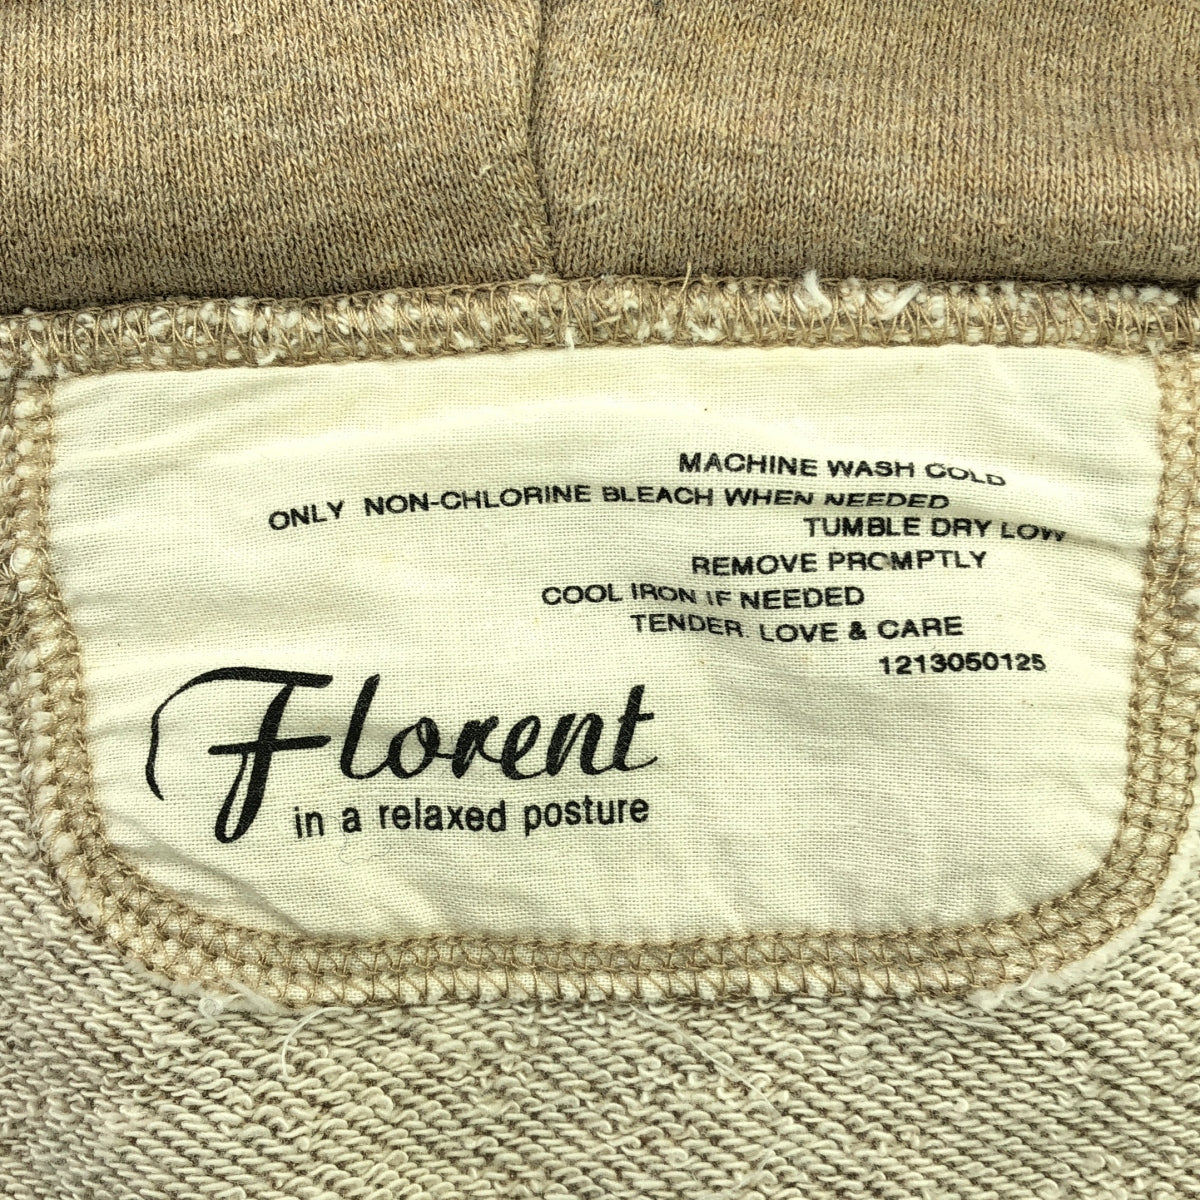 MACHINE WASH COLD
ONLY NON-CHLORINE BLEACH WHEN NEEDED
TUMBLE DRY LOW
REMOVE PROMPTLY
COOL IRON IF NEEDED
TENDER. LOVE & CARE
1213050125
Florent
in a relaxed posture